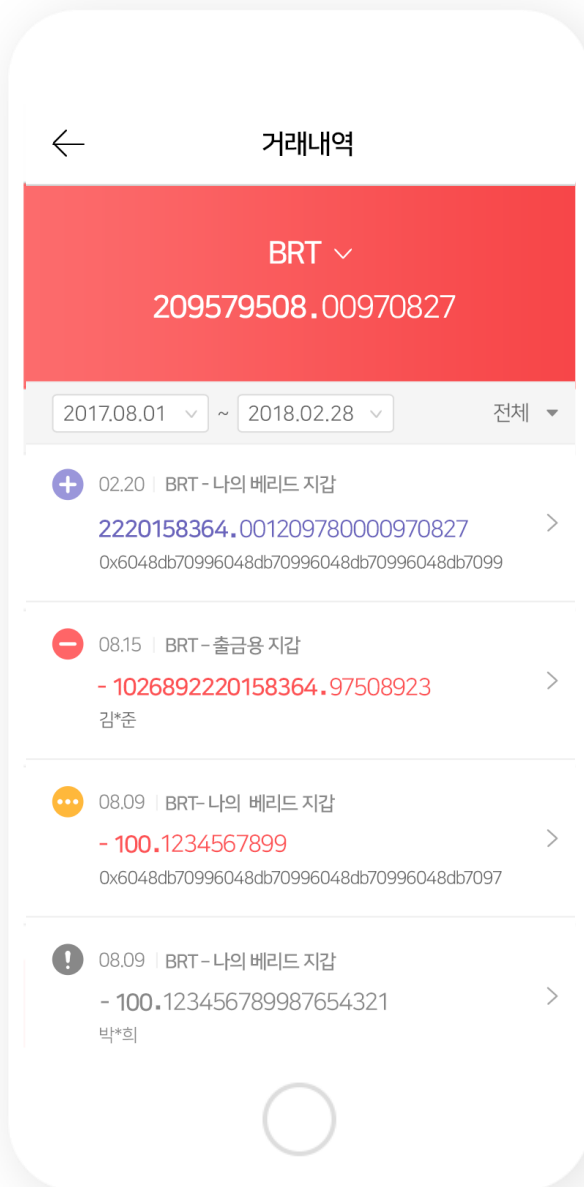 거래내역
BRT
209579508.00970827
2017.08.01 ~ 2018.02.28 전체
02.20 BRT - 나의 베리드 지갑
2220158364.001209780000970827
0x6048db70996048db70996048db70996048db7099
08.15 BRT - 출금용 지갑
- 1026892220158364.97508923
김*준
08.09 BRT- 나의 베리드 지갑
- 100.1234567899
0x6048db70996048db70996048db70996048db7097
08.09 BRT - 나의 베리드 지갑
- 100.123456789987654321
박*희